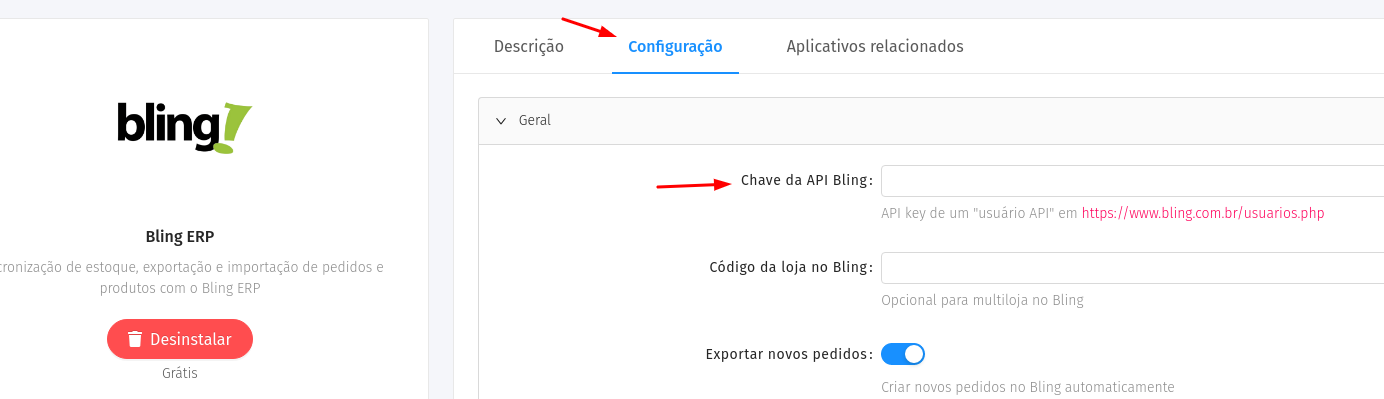 Descrição
Configuração
Aplicativos relacionados
bling!
Geral
Chave da API Bling:
API key de um "usuário API" em https://www.bling.com.br/usuarios.php
Bling ERP
cronização de estoque, exportação e importação de pedidos e
produtos com o Bling ERP
Código da loja no Bling:
Opcional para multiloja no Bling
Desinstalar
Grátis
Exportar novos pedidos:
Criar novos pedidos no Bling automaticamente